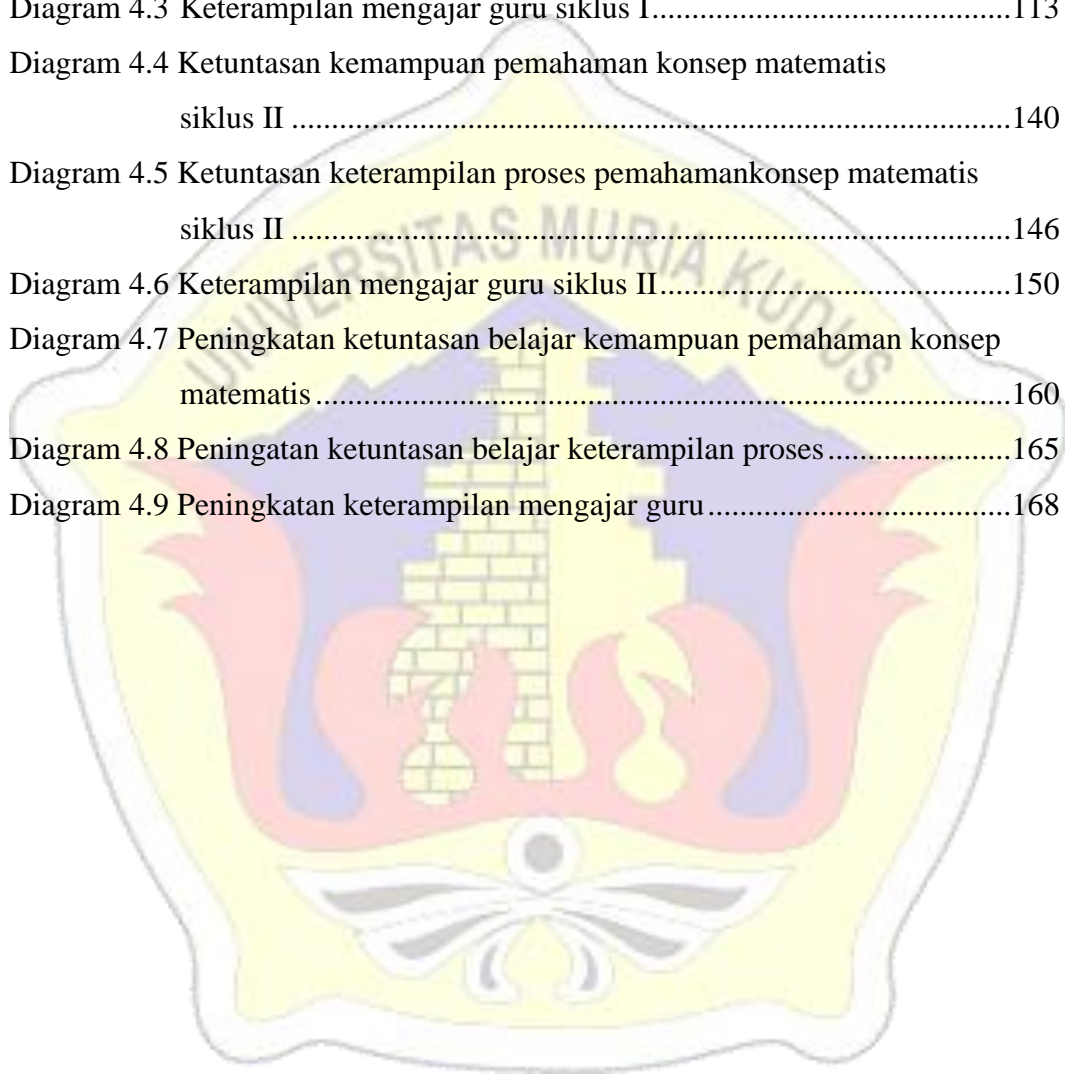 Diagram 4.3 Keterampilan mengajar guru siklus I.............................................113
Diagram 4.4 Ketuntasan kemampuan pemahaman konsep matematis
siklus II ...........................................................................................140
Diagram 4.5 Ketuntasan keterampilan proses pemahamankonsep matematis
siklus II ...........................................................................................146
Diagram 4.6 Keterampilan mengajar guru siklus II............................................150
Diagram 4.7 Peningkatan ketuntasan belajar kemampuan pemahaman konsep
matematis ........................................................................................160
Diagram 4.8 Peningatan ketuntasan belajar keterampilan proses .......................165
Diagram 4.9 Peningkatan keterampilan mengajar guru ......................................168
UNIVERSITAS MURIA KUDUS